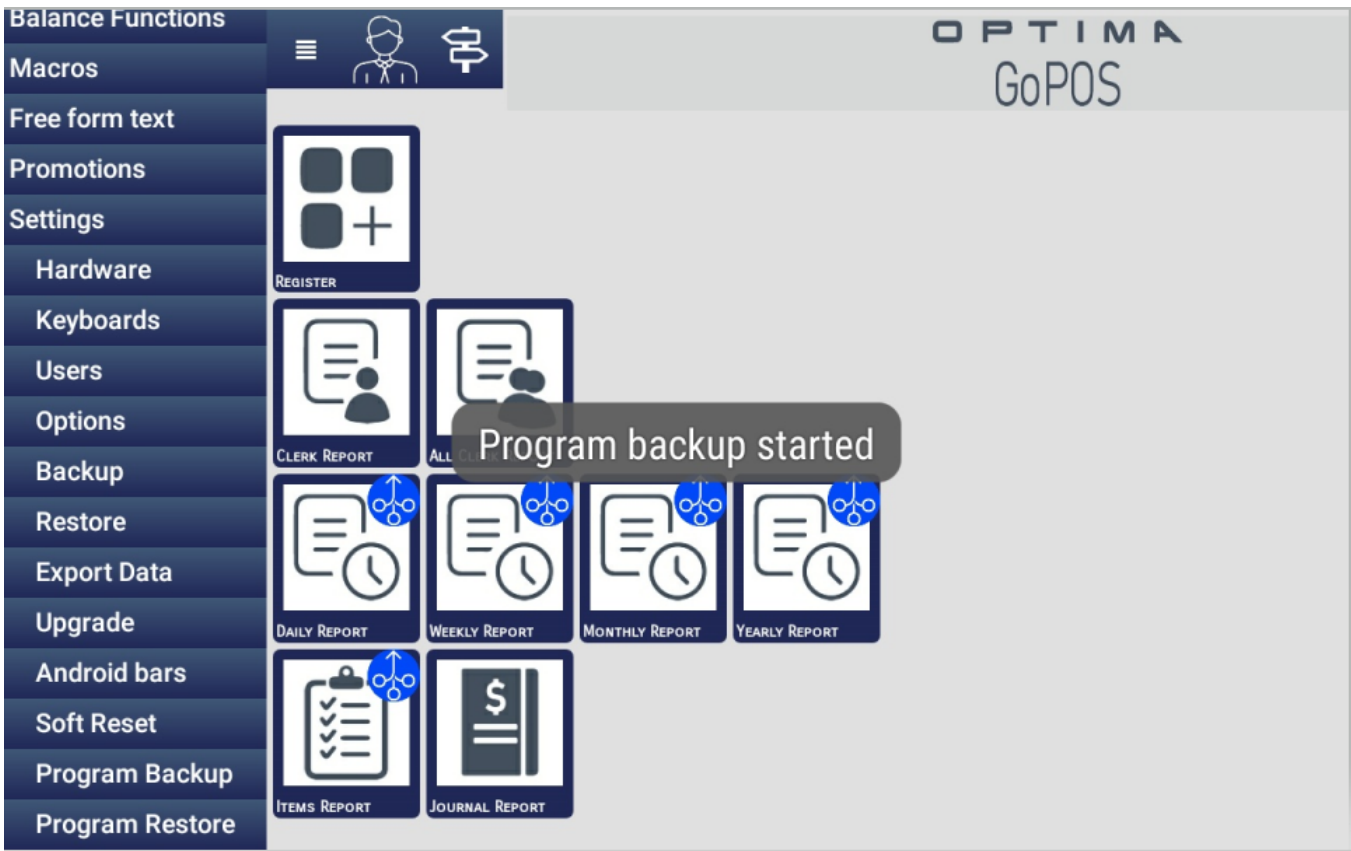 Balance Functions
Macros
Free form text
Promotions
Settings
Hardware
Keyboards
Users
Options
Backup
Restore
Export Data
Upgrade
Android bars
Soft Reset
Program Backup
Program Restore
OPTIMA
GoPOS
REGISTER
CLERK REPORT
ALL
Program backup started
DAILY REPORT
WEEKLY REPORT
MONTHLY REPORT
YEARLY REPORT
ITEMS REPORT
$
JOURNAL REPORT